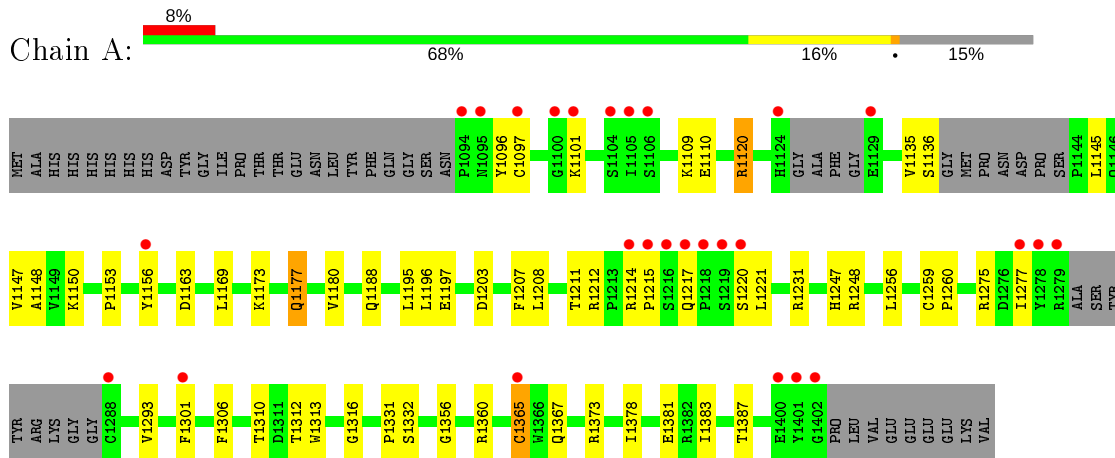 8%
Chain A:
68% 16% • 15%
MET ALA HIS HIS HIS HIS HIS HIS ASP TYR GLY ILE PRO THR THR GLU ASN LEU TYR PHE GLN GLY SER ASN P1094 N1095 Y1096 C1097 G1100 K1101 S1104 I1105 S1106 K1109 E1110 R1120 H1124 GLY ALA PHE GLY E1129 V1135 S1136 GLY MET PRO ASN ASP PRO SER P1144 L1145 Q1146
V1147 A1148 V1149 K1150 P1153 Y1156 D1163 L1169 K1173 Q1177 V1180 Q1188 L1195 L1196 E1197 D1203 F1207 L1208 T1211 R1212 P1213 R1214 P1215 S1216 Q1217 P1218 S1219 S1220 L1221 R1231 H1247 R1248 L1256 C1259 P1260 R1275 D1276 I1277 Y1278 R1279 ALA SER TYR
TYR ARG LYS GLY GLY C1288 V1293 F1301 F1306 T1310 D1311 T1312 W1313 G1316 P1331 S1332 G1356 R1360 C1365 W1366 Q1367 R1373 I1378 E1381 R1382 I1383 T1387 E1400 Y1401 G1402 PRO LEU VAL GLU GLU GLU GLU LYS VAL